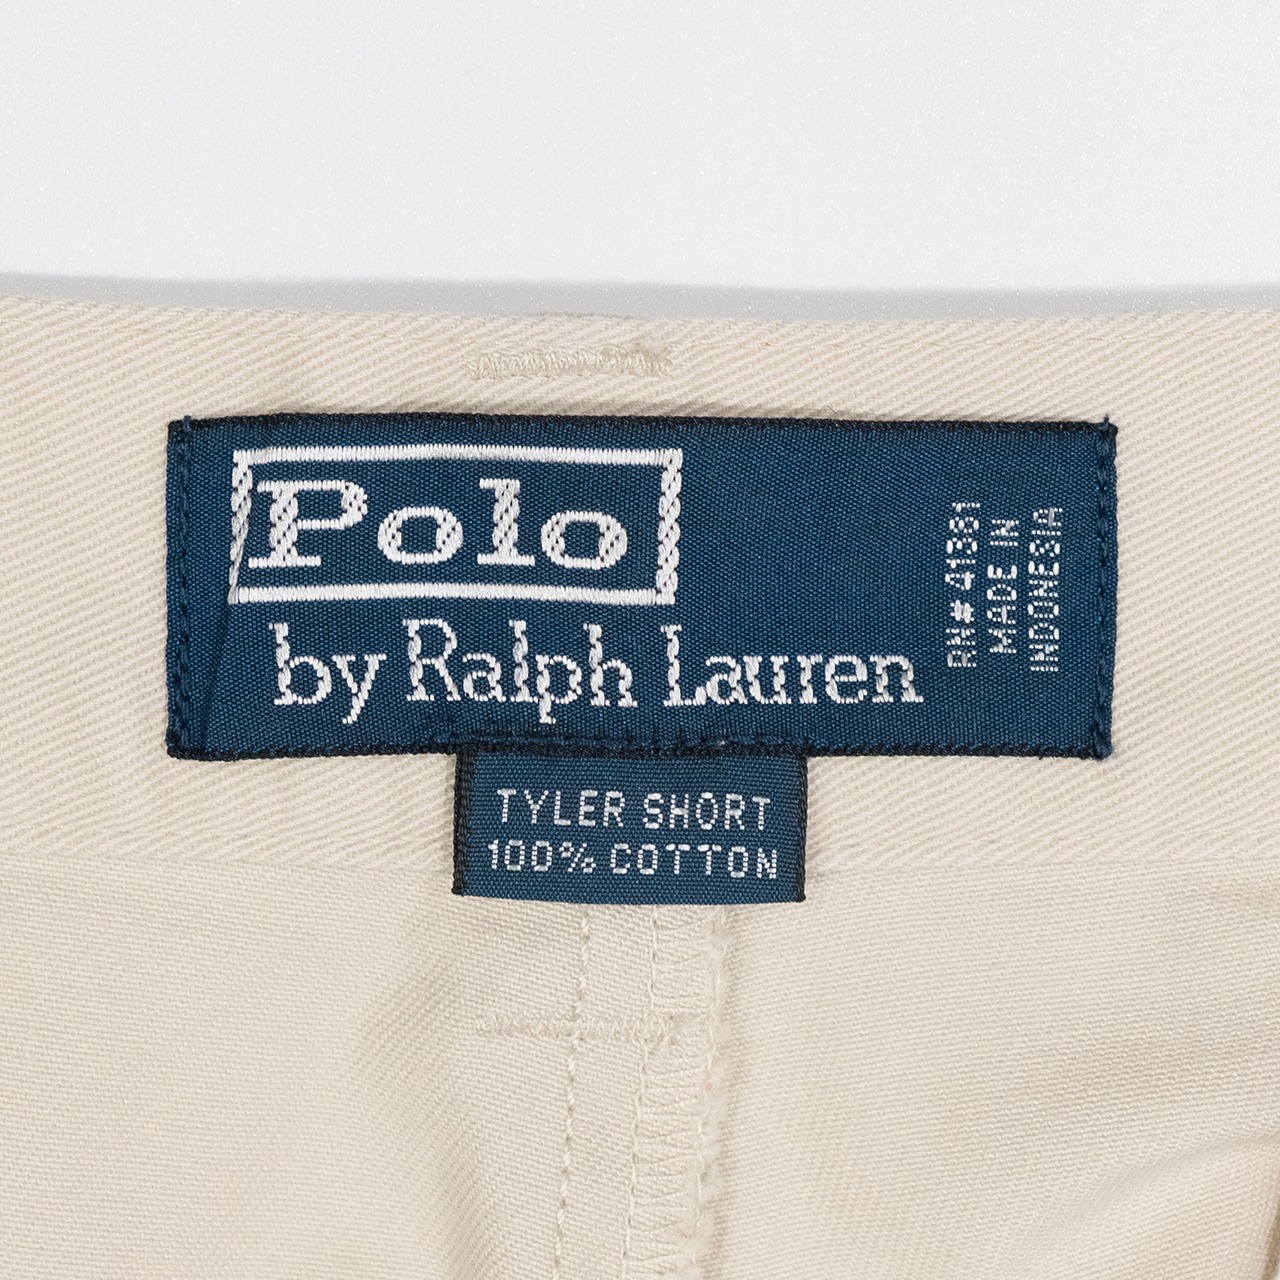 Polo
by Ralph Lauren
RN# 41381
MADE IN
INDONESIA
TYLER SHORT
100% COTTON